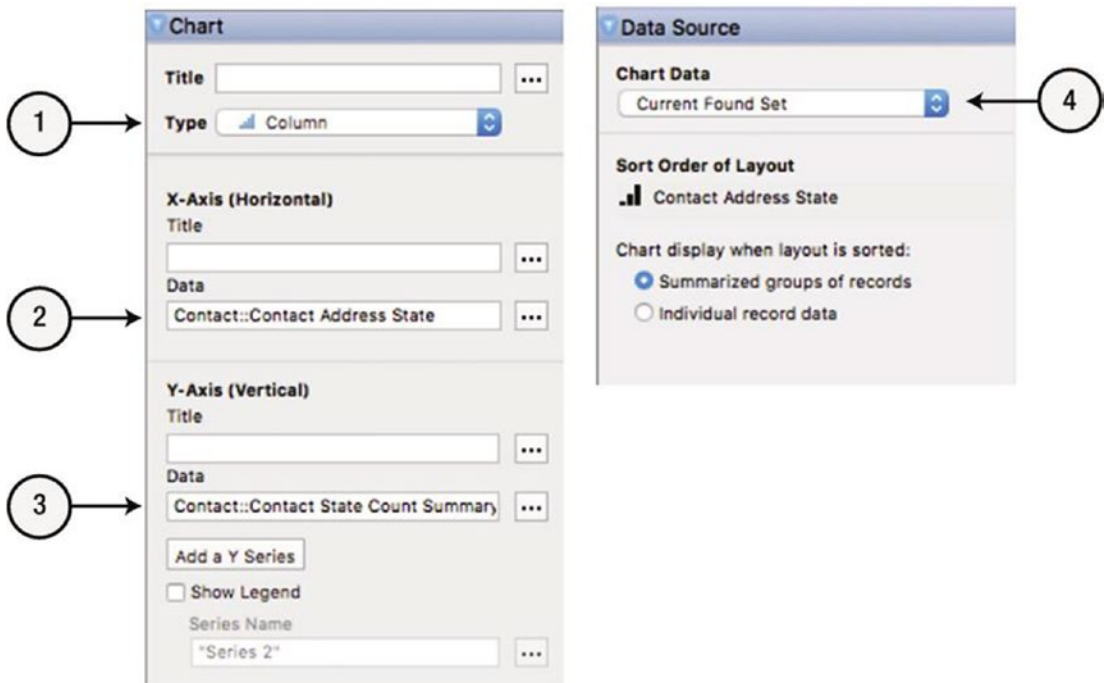 Chart
Title
...
1
Type
Column
X-Axis (Horizontal)
Title
...
Data
2
Contact::Contact Address State
...
Y-Axis (Vertical)
Title
...
Data
3
Contact::Contact State Count Summary
...
Add a Y Series
Show Legend
Series Name
"Series 2"
...
Data Source
Chart Data
Current Found Set
4
Sort Order of Layout
Contact Address State
Chart display when layout is sorted:
Summarized groups of records
Individual record data